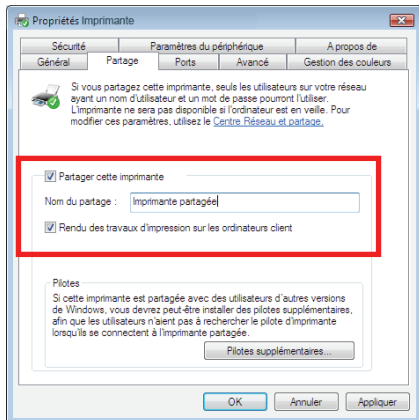 Propriétés Imprimante
Sécurité Paramètres du périphérique A propos de
Général Partage Ports Avancé Gestion des couleurs
Si vous partagez cette imprimante, seuls les utilisateurs sur votre réseau
ayant un nom d'utilisateur et un mot de passe pourront l'utiliser.
L'imprimante ne sera pas disponible si l'ordinateur est en veille. Pour
modifier ces paramètres, utilisez le Centre Réseau et partage.
Partager cette imprimante
Nom du partage : Imprimante partagée
Rendu des travaux d'impression sur les ordinateurs client
Pilotes
Si cette imprimante est partagée avec des utilisateurs d'autres versions
de Windows, vous devrez peut-être installer des pilotes supplémentaires,
afin que les utilisateurs n'aient pas à rechercher le pilote d'imprimante
lorsqu'ils se connectent à l'imprimante partagée.
Pilotes supplémentaires...
OK Annuler Appliquer